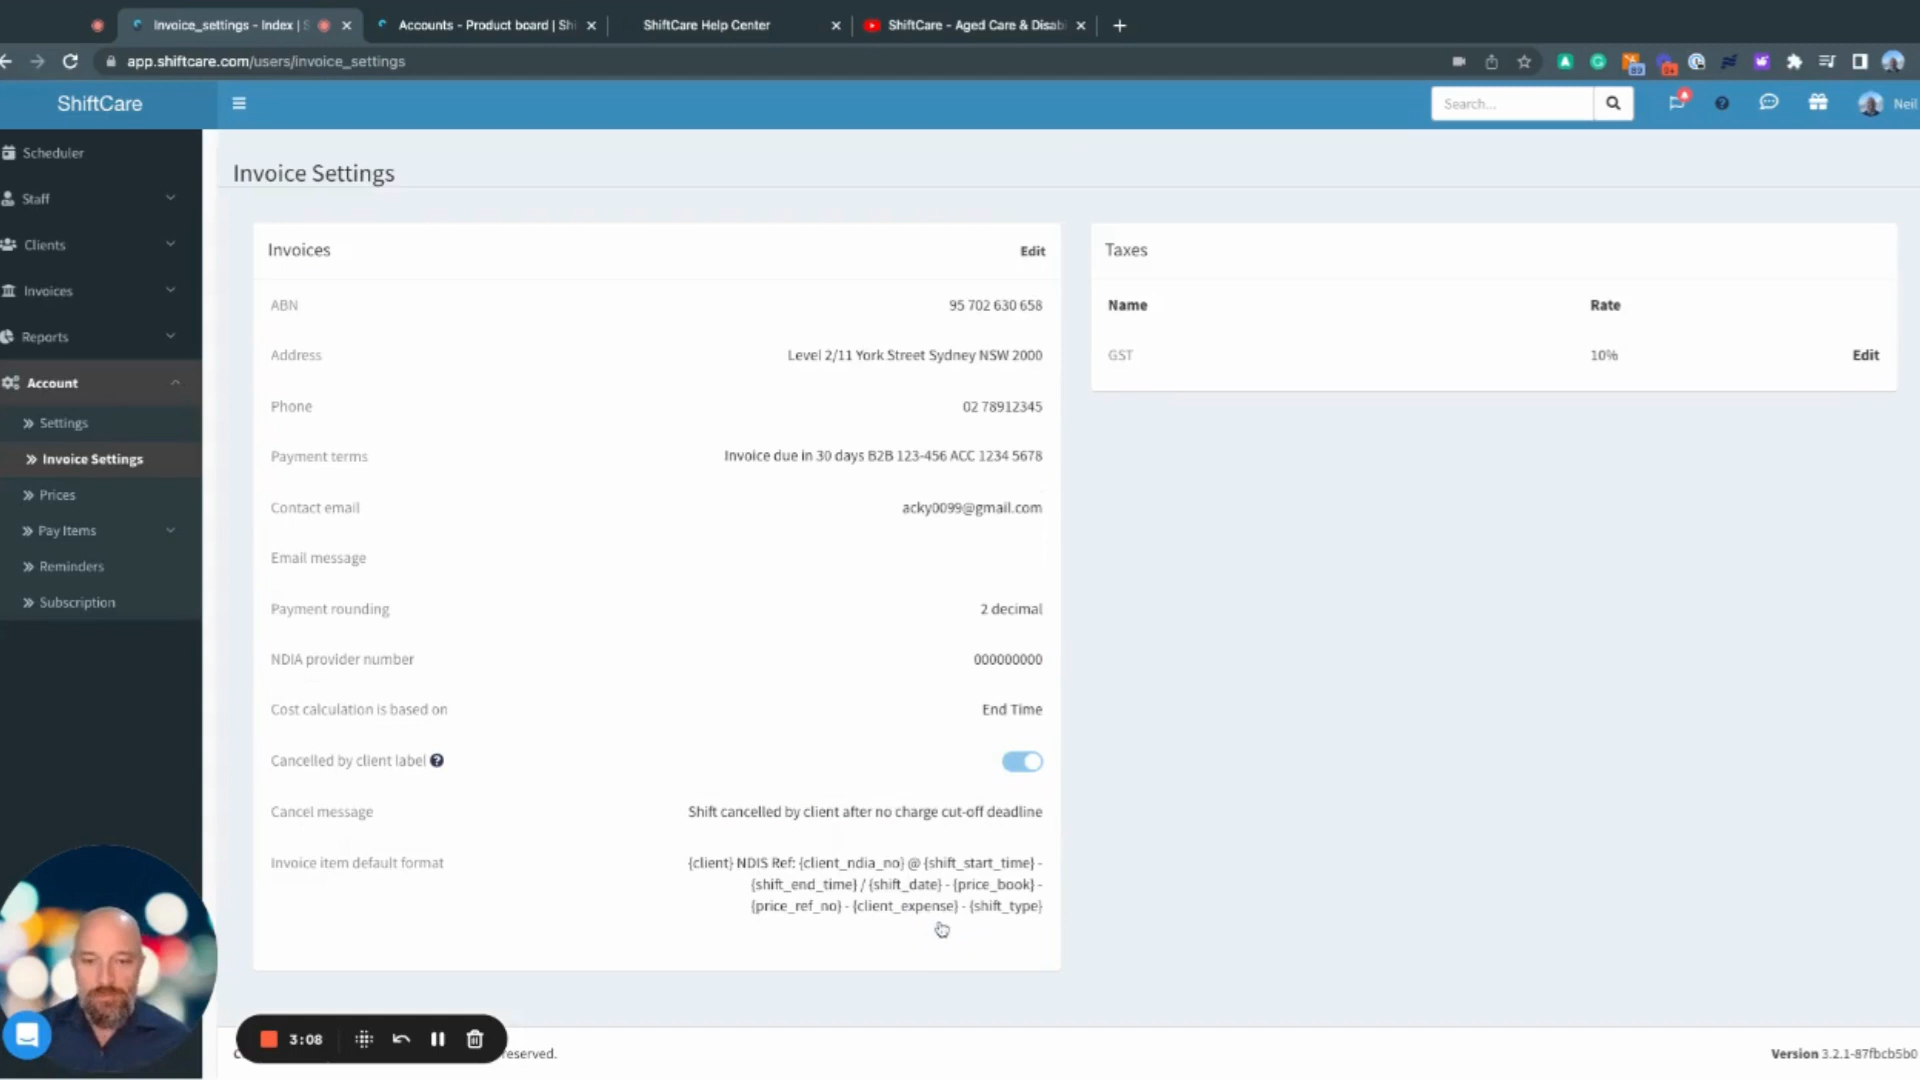 Invoice_settings - Index | S
Accounts - Product board | Shi
ShiftCare Help Center
ShiftCare - Aged Care & Disabi
app.shiftcare.com/users/invoice_settings
ShiftCare
Search...
Neil
Scheduler
Staff
Clients
Invoices
Reports
Account
Settings
Invoice Settings
Prices
Pay Items
Reminders
Subscription
Invoice Settings
Invoices
Edit
ABN
95 702 630 658
Address
Level 2/11 York Street Sydney NSW 2000
Phone
02 78912345
Payment terms
Invoice due in 30 days B2B 123-456 ACC 1234 5678
Contact email
acky0099@gmail.com
Email message
Payment rounding
2 decimal
NDIA provider number
000000000
Cost calculation is based on
End Time
Cancelled by client label
Cancel message
Shift cancelled by client after no charge cut-off deadline
Invoice item default format
{client} NDIS Ref: {client_ndia_no} @ {shift_start_time} -
{shift_end_time} / {shift_date} - {price_book} -
{price_ref_no} - {client_expense} - {shift_type}
Taxes
Name
Rate
GST
10%
Edit
3:08
reserved.
Version 3.2.1-87fbcb5b0